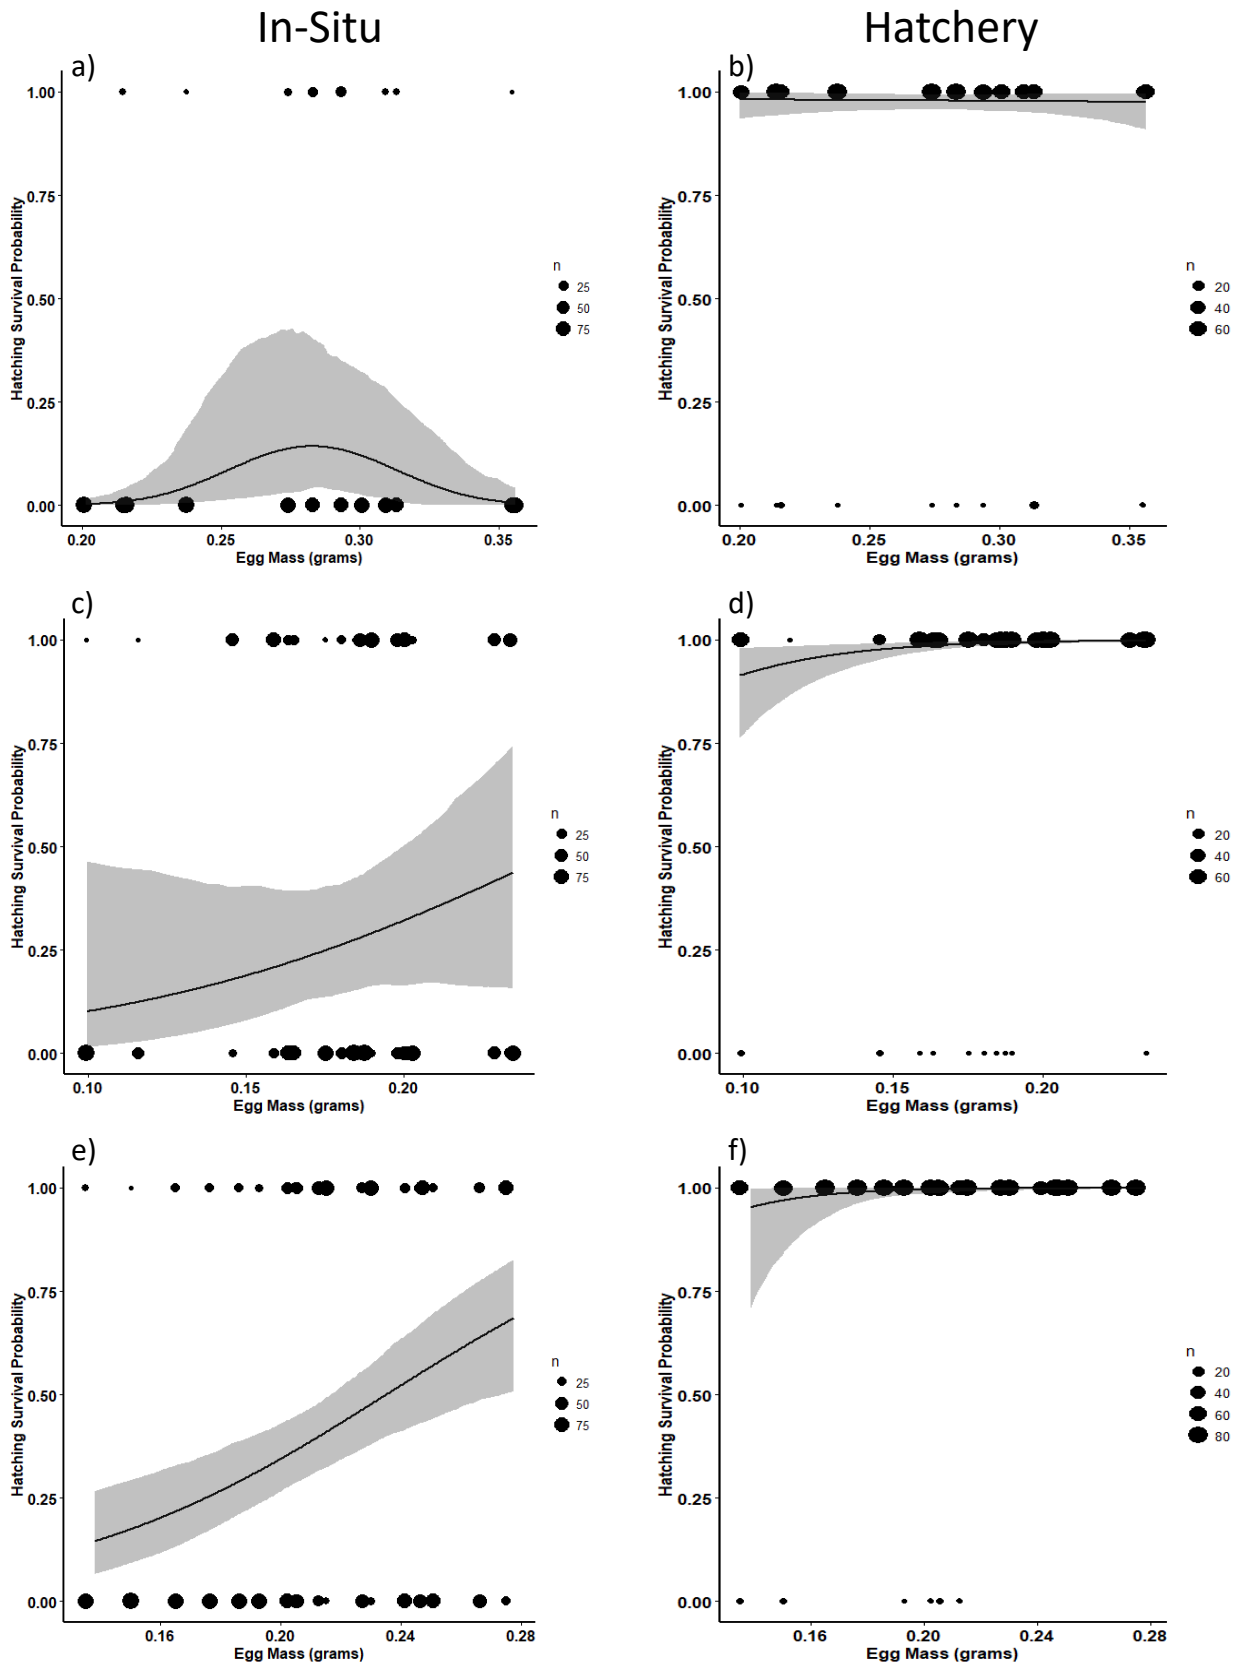 In-Situ
Hatchery
a)
1.00
0.75
0.50
0.25
0.00
Hatching Survival Probability
0.20 0.25 0.30 0.35
Egg Mass (grams)
n
25
50
75
b)
1.00
0.75
0.50
0.25
0.00
Hatching Survival Probability
0.20 0.25 0.30 0.35
Egg Mass (grams)
n
20
40
60
c)
1.00
0.75
0.50
0.25
0.00
Hatching Survival Probability
0.10 0.15 0.20
Egg Mass (grams)
n
25
50
75
d)
1.00
0.75
0.50
0.25
0.00
Hatching Survival Probability
0.10 0.15 0.20
Egg Mass (grams)
n
20
40
60
e)
1.00
0.75
0.50
0.25
0.00
Hatching Survival Probability
0.16 0.20 0.24 0.28
Egg Mass (grams)
n
25
50
75
f)
1.00
0.75
0.50
0.25
0.00
Hatching Survival Probability
0.16 0.20 0.24 0.28
Egg Mass (grams)
n
20
40
60
80